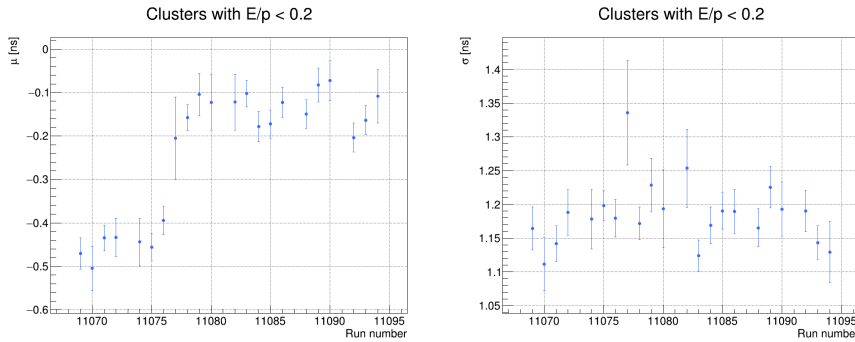 Clusters with E/p < 0.2
μ [ns]
0
−0.1
−0.2
−0.3
−0.4
−0.5
−0.6
11070 11075 11080 11085 11090 11095
Run number
Clusters with E/p < 0.2
σ [ns]
1.4
1.35
1.3
1.25
1.2
1.15
1.1
1.05
11070 11075 11080 11085 11090 11095
Run number